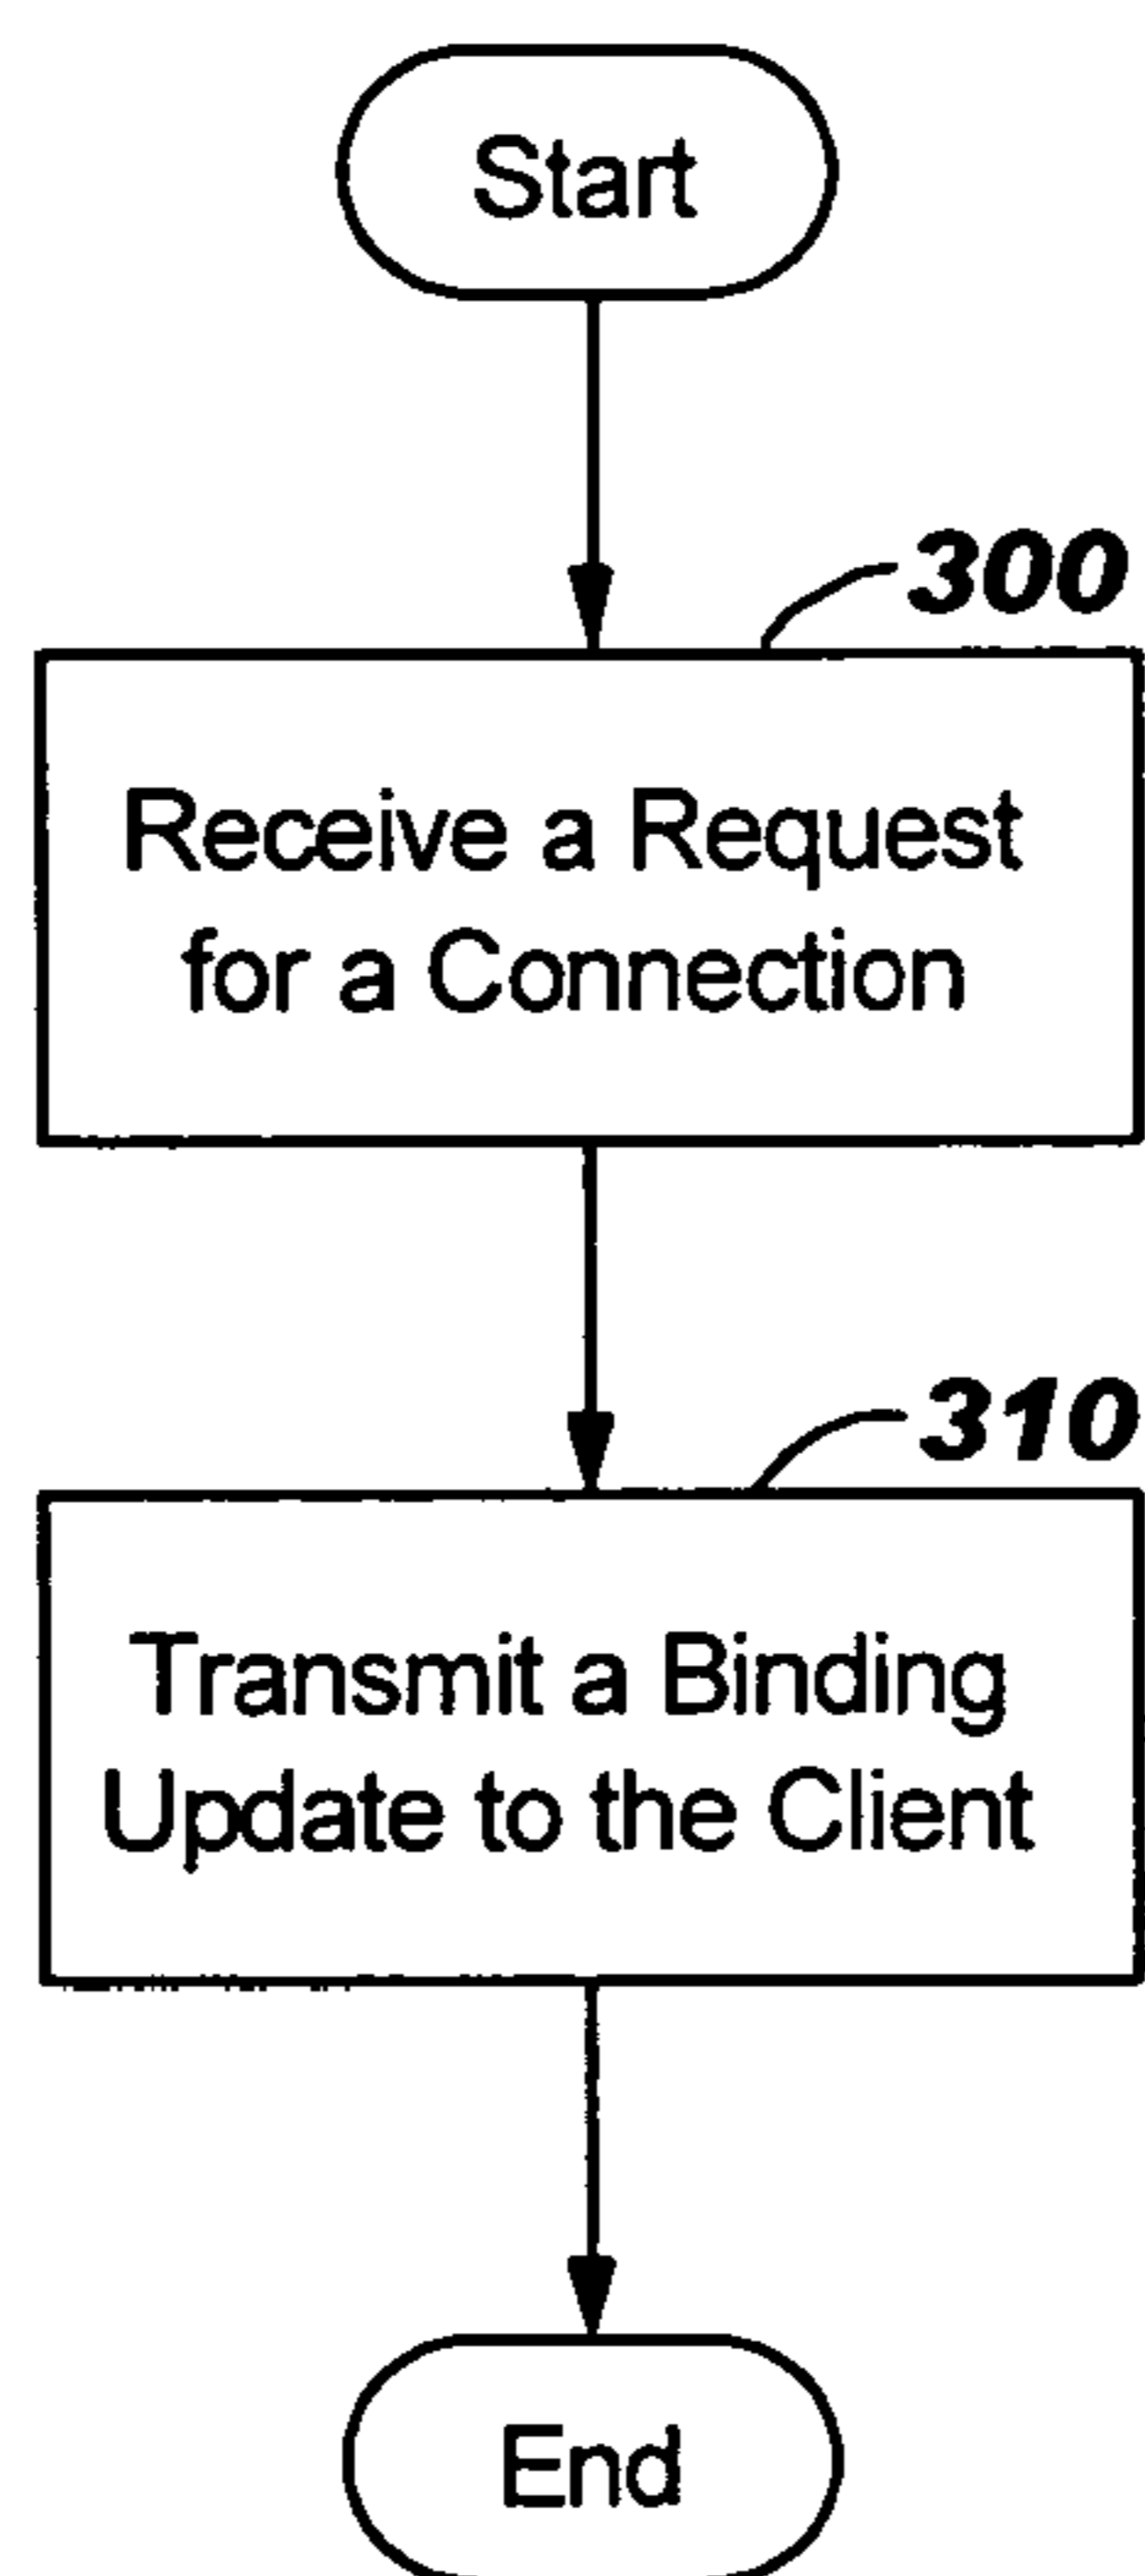 Start
300
Receive a Request
for a Connection
310
Transmit a Binding
Update to the Client
End